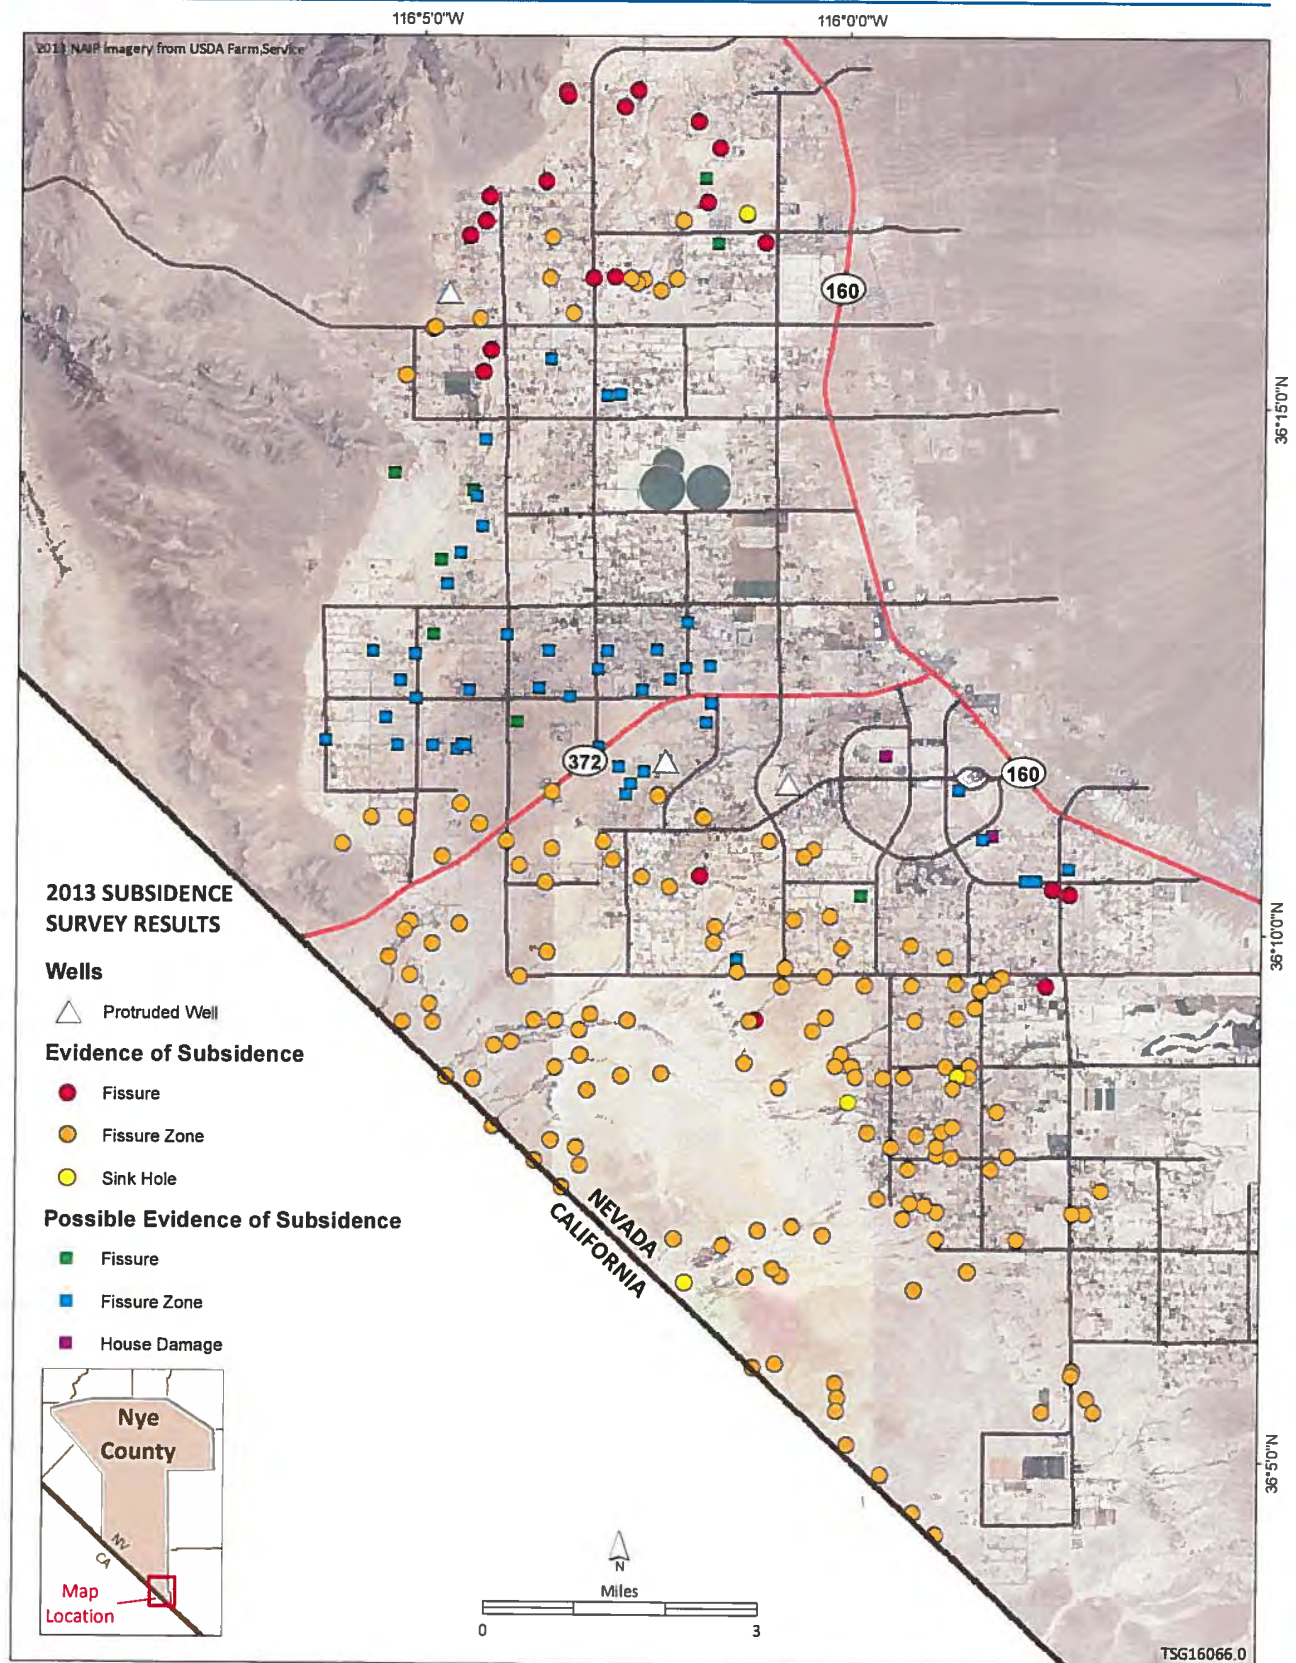 116°5'0"W
116°0'0"W
2013 NAIP Imagery from USDA Farm,Service
160
36°15'0"N
372
160
2013 SUBSIDENCE
SURVEY RESULTS
36°10'0"N
Wells
Protruded Well
Evidence of Subsidence
Fissure
Fissure Zone
Sink Hole
Possible Evidence of Subsidence
Fissure
Fissure Zone
House Damage
NEVADA
CALIFORNIA
Nye
County
36°5'0"N
NV
CA
Map
Location
N
Miles
0 3
TSG16066.0